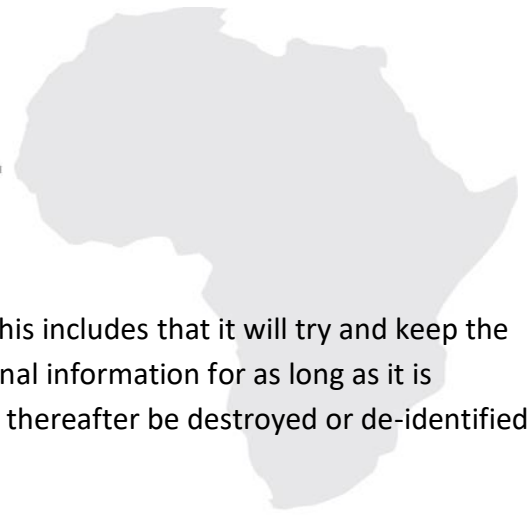 his includes that it will try and keep the
nal information for as long as it is
thereafter be destroyed or de-identified